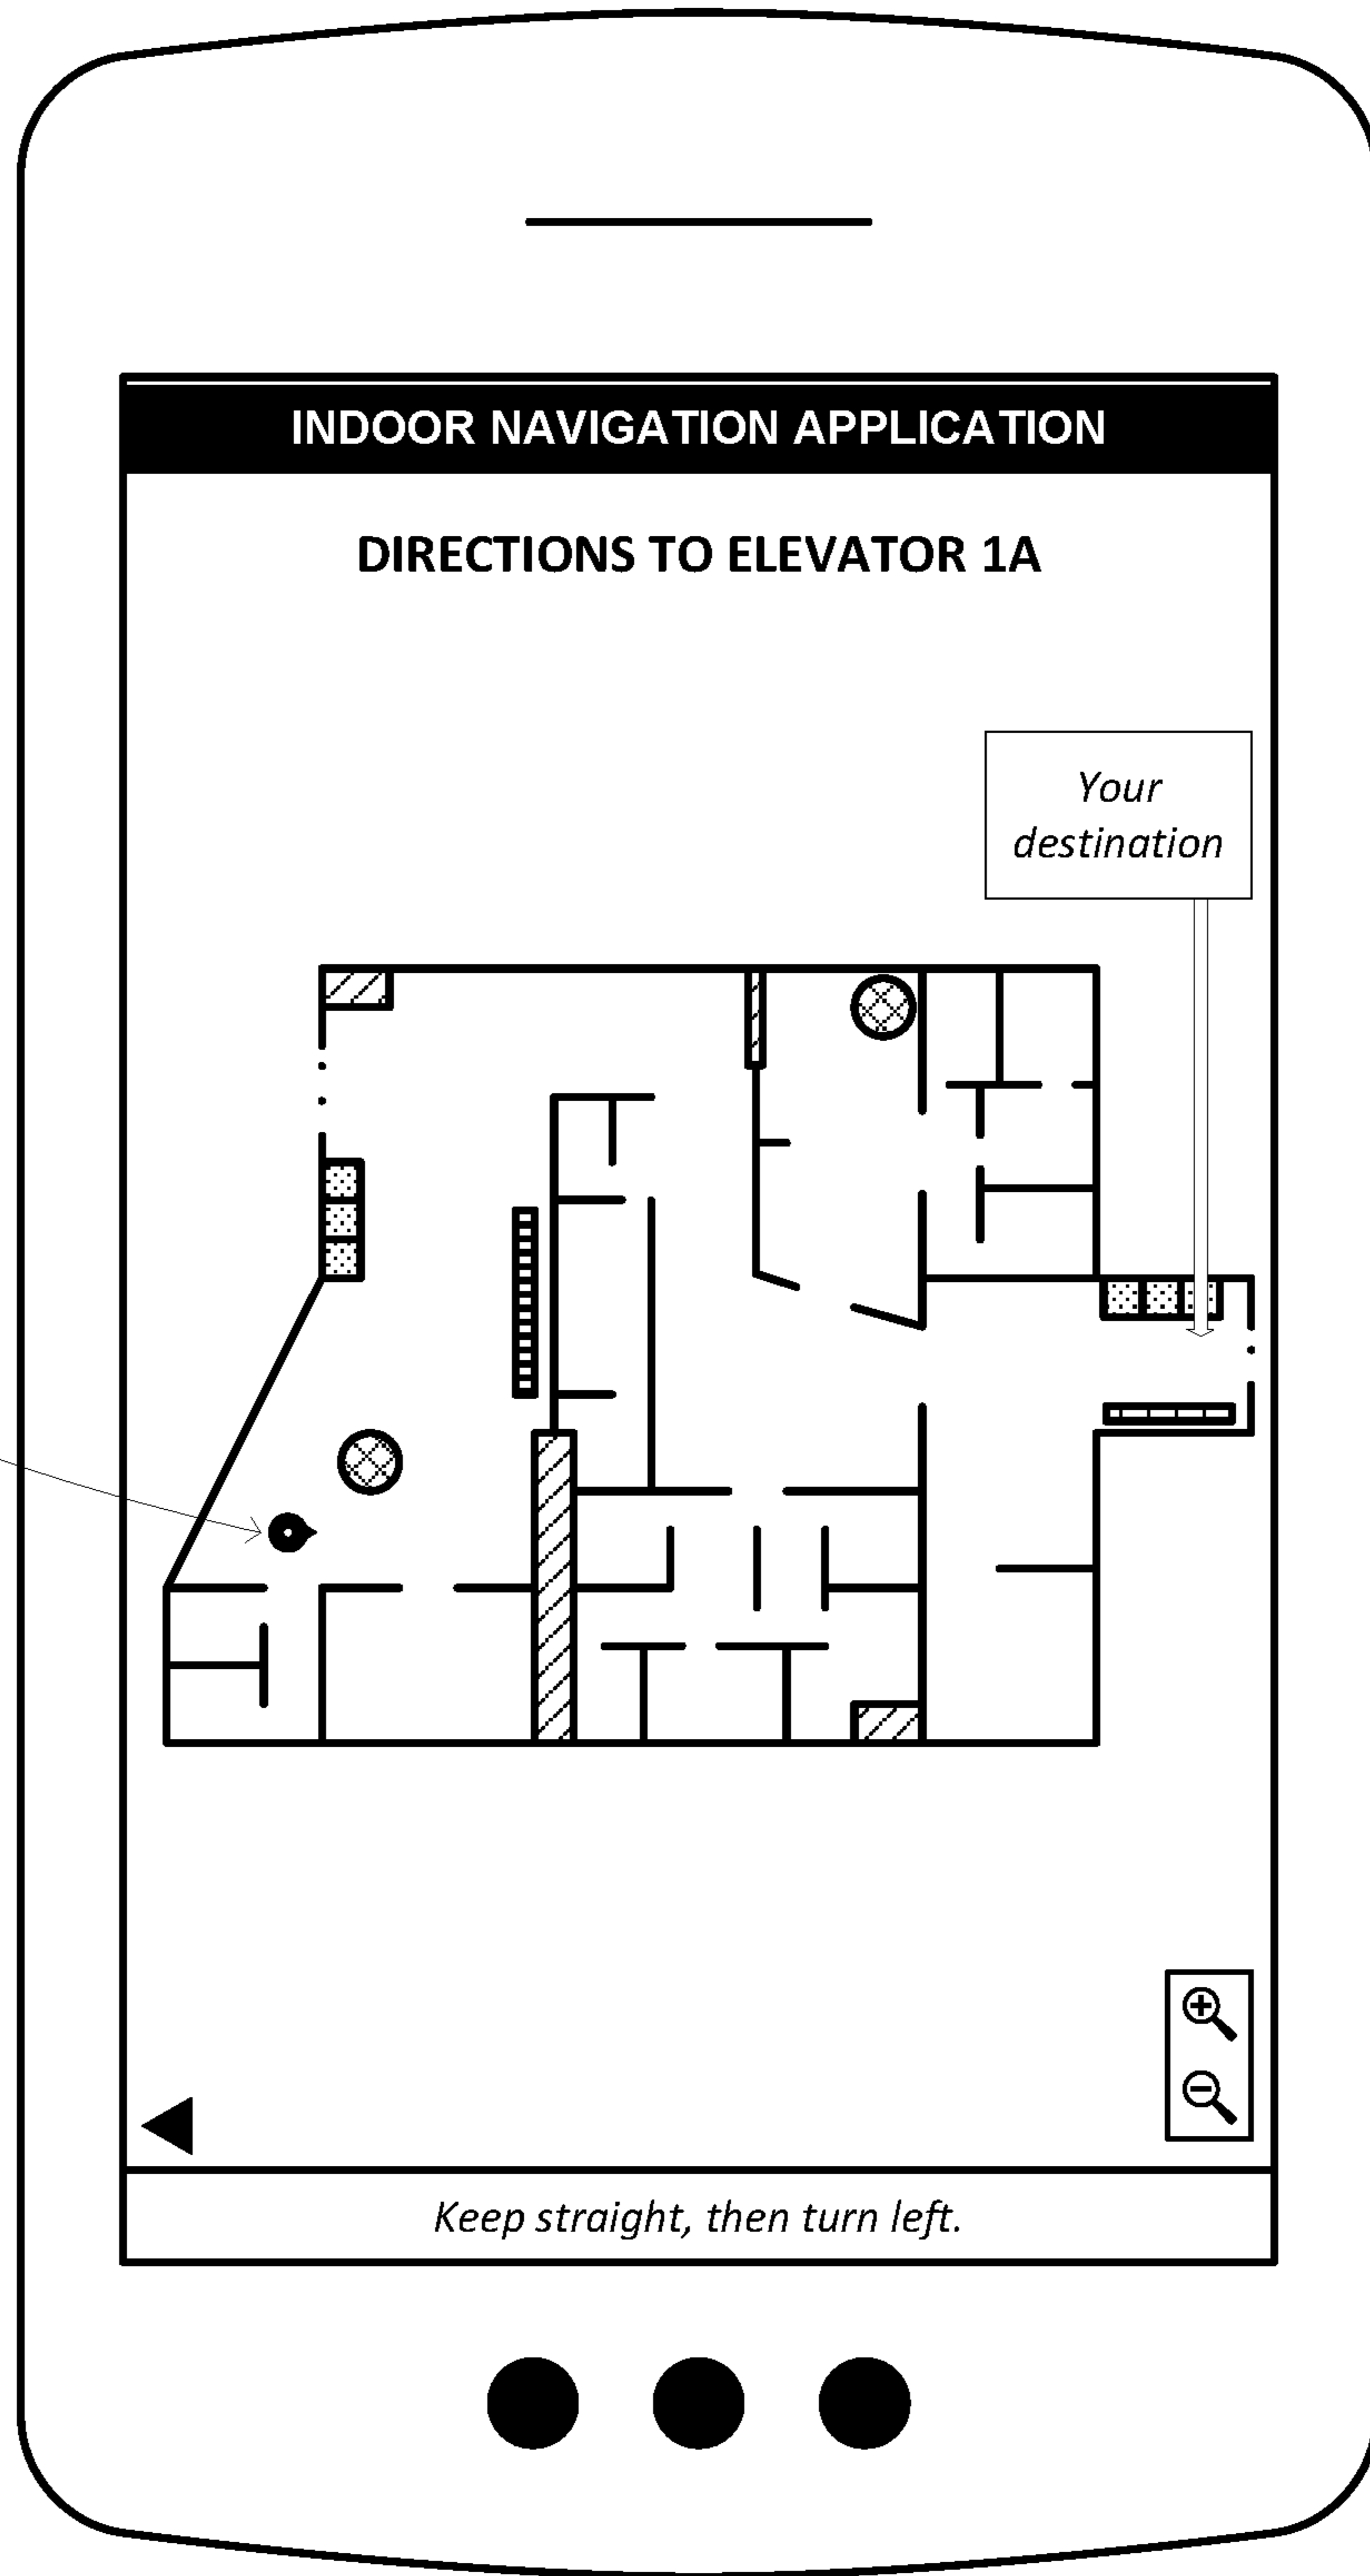 INDOOR NAVIGATION APPLICATION
DIRECTIONS TO ELEVATOR 1A
Your
destination
Keep straight, then turn left.